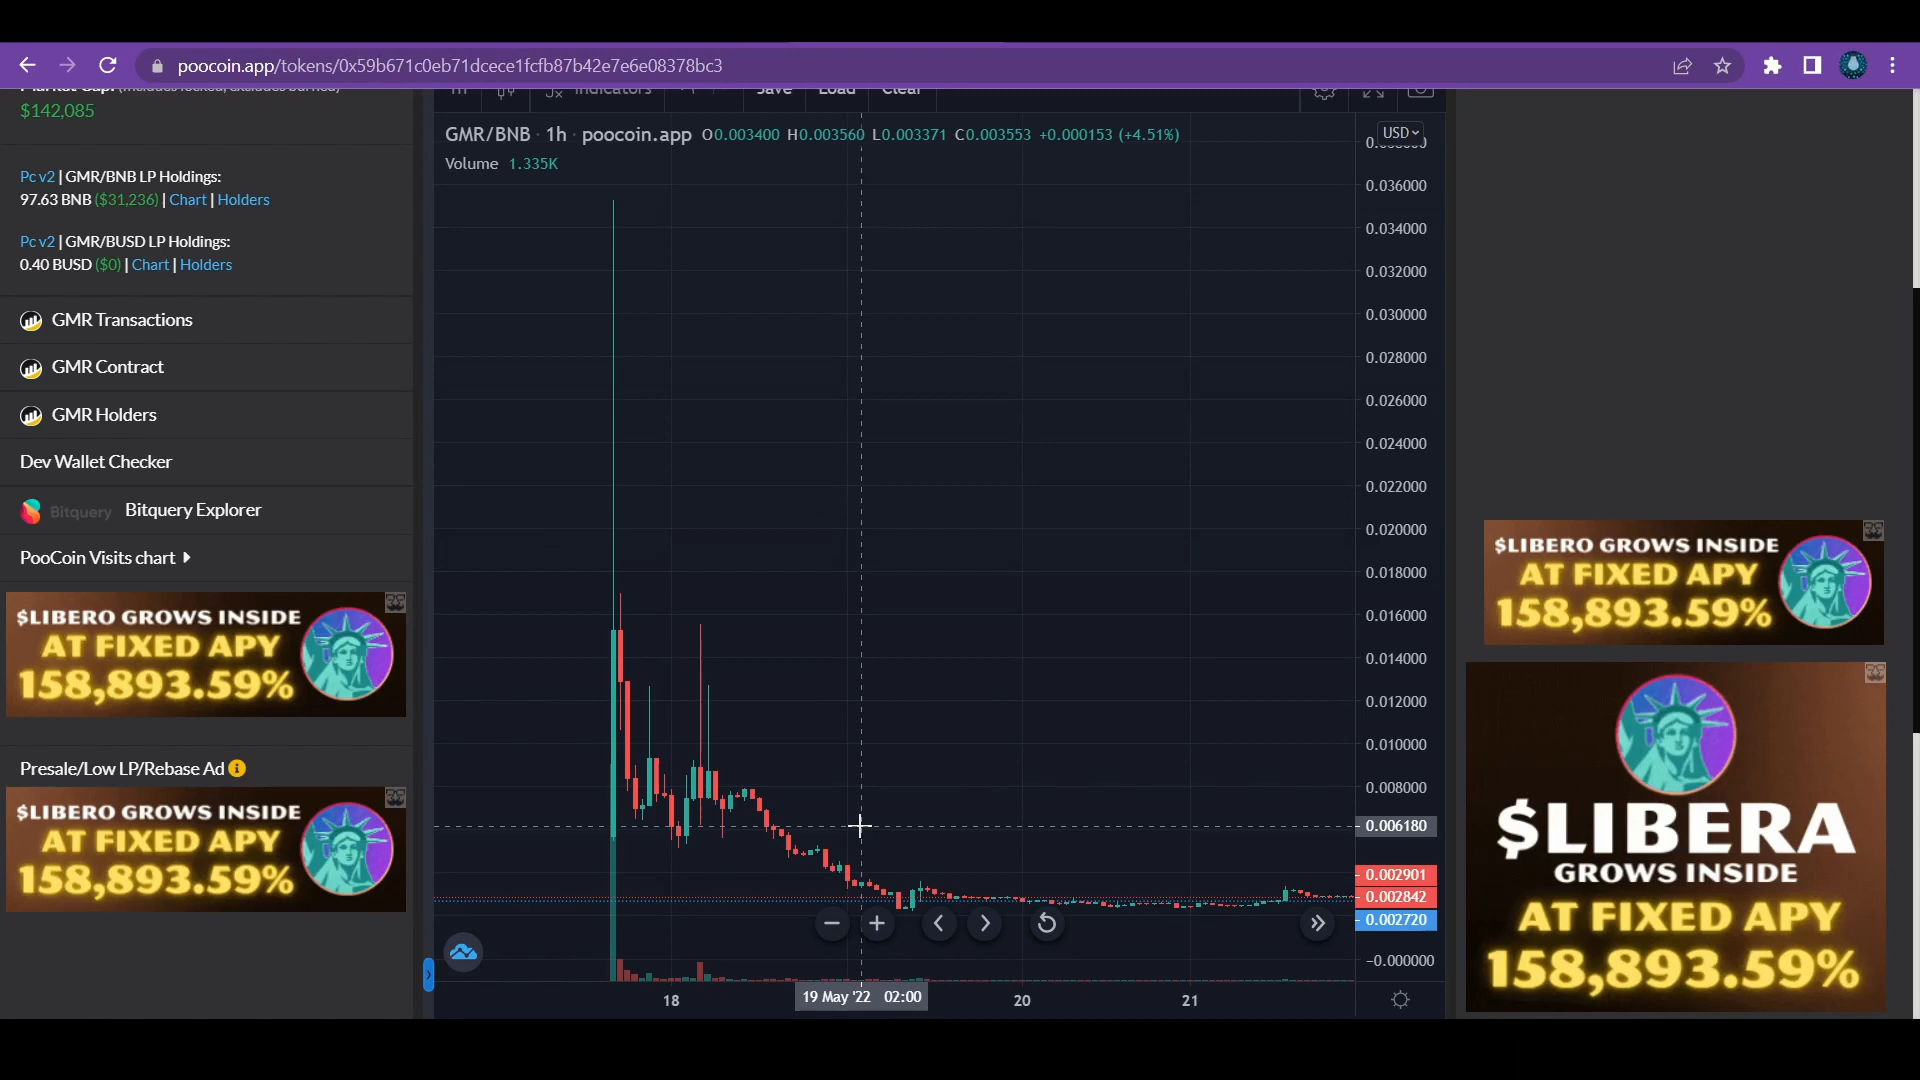 poocoin.app/tokens/0x59b671c0eb71dcece1fcfb87b42e7e6e08378bc3
Market Cap: (includes locked, excludes burned)
$142,085
Pc v2 | GMR/BNB LP Holdings:
97.63 BNB ($31,236) | Chart | Holders
Pc v2 | GMR/BUSD LP Holdings:
0.40 BUSD ($0) | Chart | Holders
GMR Transactions
GMR Contract
GMR Holders
Dev Wallet Checker
Bitquery Bitquery Explorer
PooCoin Visits chart
$LIBERO GROWS INSIDE
AT FIXED APY
158,893.59%
Presale/Low LP/Rebase Ad
$LIBERO GROWS INSIDE
AT FIXED APY
158,893.59%
1h Indicators Save Load Clear
GMR/BNB · 1h · poocoin.app O0.003400 H0.003560 L0.003371 C0.003553 +0.000153 (+4.51%)
Volume 1.335K
USD
0.036000
0.034000
0.032000
0.030000
0.028000
0.026000
0.024000
0.022000
0.020000
0.018000
0.016000
0.014000
0.012000
0.010000
0.008000
0.006180
0.002901
0.002842
0.002720
−0.000000
18 19 May '22 02:00 20 21
$LIBERO GROWS INSIDE
AT FIXED APY
158,893.59%
$LIBERA
GROWS INSIDE
AT FIXED APY
158,893.59%